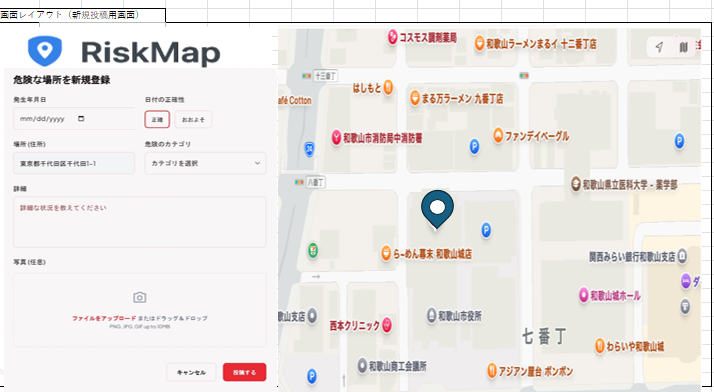 画面レイアウト（新規投稿用画面）
RiskMap
危険な場所を新規登録
発生年月日
日付の正確性
mm/dd/yyyy
正確
おおよそ
場所(住所)
危険のカテゴリ
東京都千代田区千代田1-1
カテゴリを選択
詳細
詳細な状況を教えてください
写真(任意)
ファイルをアップロード またはドラッグ&ドロップ
PNG, JPG, GIF up to 10MB
キャンセル
投稿する
コスモス調剤薬局
和歌山ラーメンまるイ 十二番丁店
十三番丁
はしもと
afé Cotton
まる万ラーメン 九番丁店
和歌山市消防局中消防署
ファンデイベーグル
P
24
八番丁
和歌山県立医科大学 - 薬学部
P
らーめん幕末 和歌山城店
関西みらい銀行和歌山支店
和歌山城ホール
ダ
歌山支店
和歌山市役所
西本クリニック
七番丁
わらいや和歌山城
和歌山商工会議所
アジアン屋台 ボンボン
P